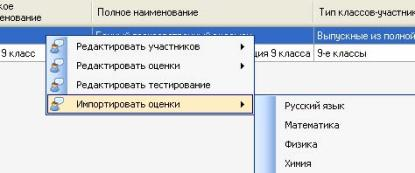 кое
енование
Полное наименование
Тип классов-участник
Выпускные из полной
9 класс
ция 9 класса
9-е классы
Редактировать участников
Редактировать оценки
Редактировать тестирование
Импортировать оценки
Русский язык
Математика
Физика
Химия